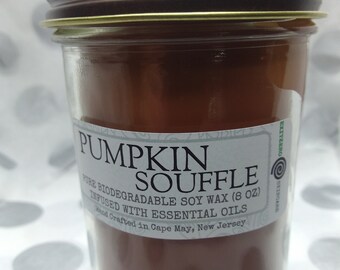 PUMPKIN
SOUFFLE
PURE BIODEGRADABLE SOY WAX (8 OZ)
INFUSED WITH ESSENTIAL OILS
Hand Crafted in Cape May, New Jersey